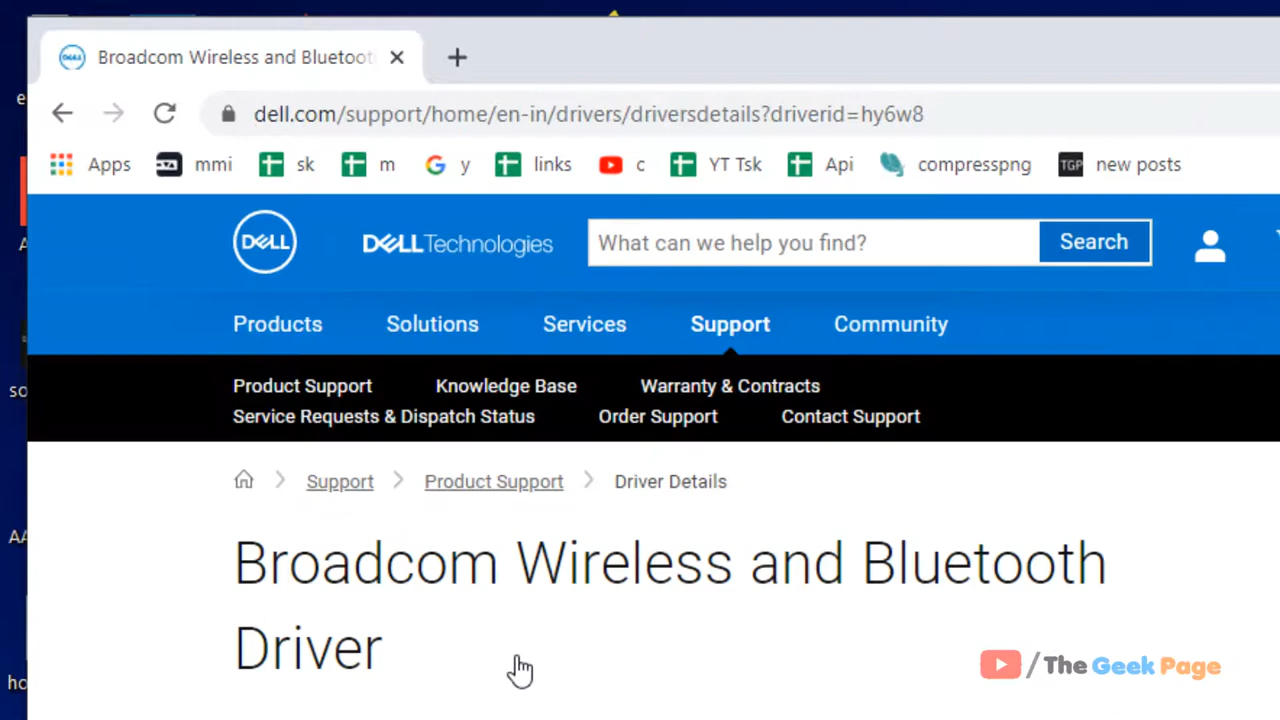 Broadcom Wireless and Bluetoot
dell.com/support/home/en-in/drivers/driversdetails?driverid=hy6w8
Apps mmi sk m y links c YT Tsk Api compresspng TGP new posts
DELL DELLTechnologies What can we help you find? Search
Products Solutions Services Support Community
Product Support Knowledge Base Warranty & Contracts
Service Requests & Dispatch Status Order Support Contact Support
Support Product Support Driver Details
Broadcom Wireless and Bluetooth
Driver
/The Geek Page